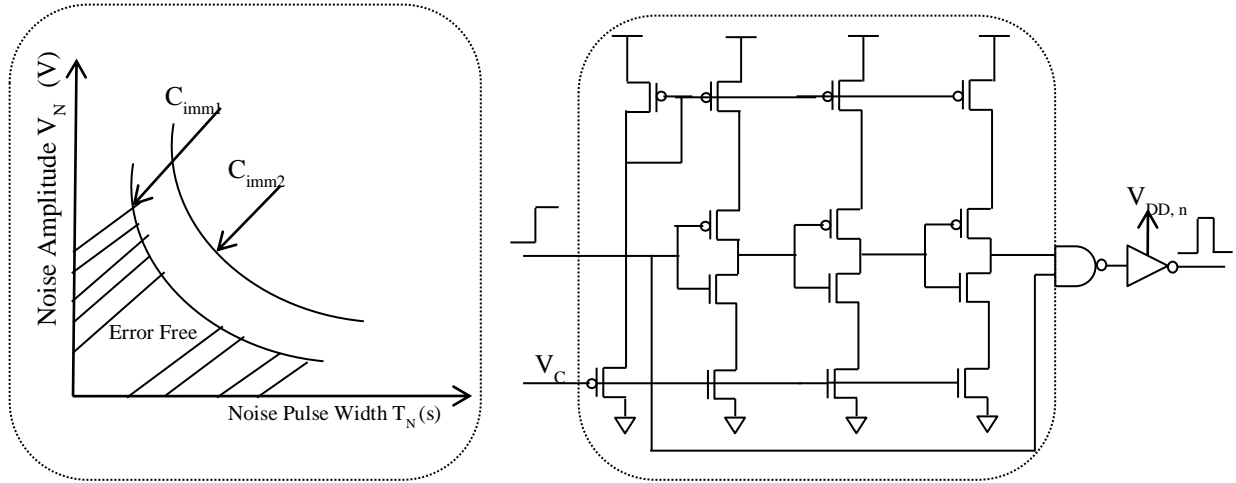 Noise Amplitude V_N (V)
C_imm1
C_imm2
Error Free
Noise Pulse Width T_N (s)
V_C
V_DD, n